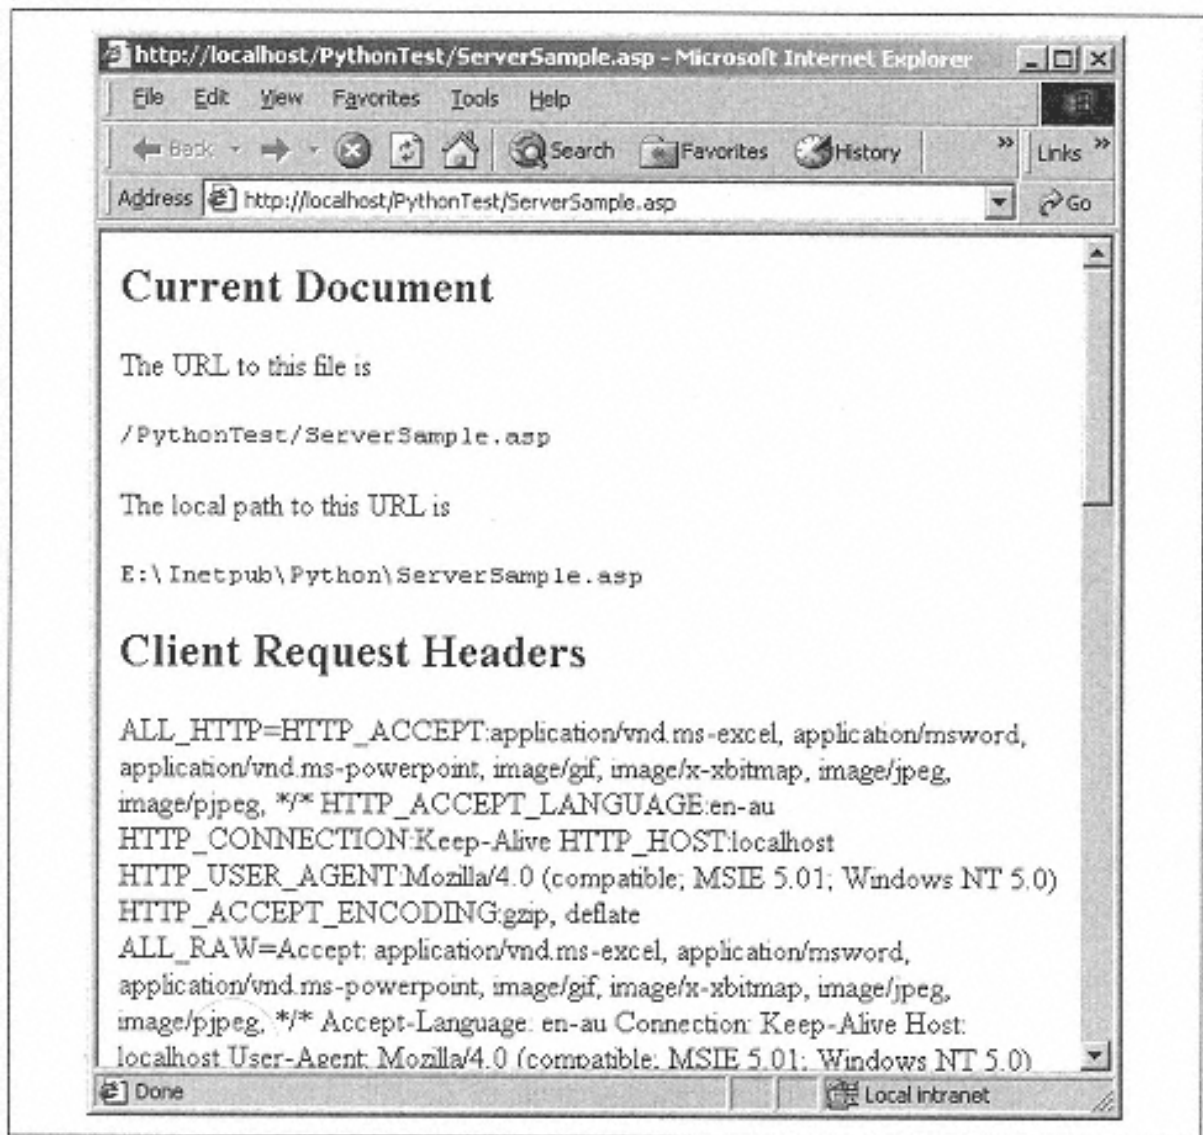 http://localhost/PythonTest/ServerSample.asp - Microsoft Internet Explorer
File Edit View Favorites Tools Help
Back Search Favorites History » Links »
Address http://localhost/PythonTest/ServerSample.asp Go
Current Document
The URL to this file is
/PythonTest/ServerSample.asp
The local path to this URL is
E:\Inetpub\Python\ServerSample.asp
Client Request Headers
ALL_HTTP=HTTP_ACCEPT:application/vnd.ms-excel, application/msword,
application/vnd.ms-powerpoint, image/gif, image/x-xbitmap, image/jpeg,
image/pjpeg, */* HTTP_ACCEPT_LANGUAGE:en-au
HTTP_CONNECTION:Keep-Alive HTTP_HOST:localhost
HTTP_USER_AGENT:Mozilla/4.0 (compatible; MSIE 5.01; Windows NT 5.0)
HTTP_ACCEPT_ENCODING:gzip, deflate
ALL_RAW=Accept: application/vnd.ms-excel, application/msword,
application/vnd.ms-powerpoint, image/gif, image/x-xbitmap, image/jpeg,
image/pjpeg, */* Accept-Language: en-au Connection: Keep-Alive Host:
localhost User-Agent: Mozilla/4.0 (compatible; MSIE 5.01; Windows NT 5.0)
Done Local intranet